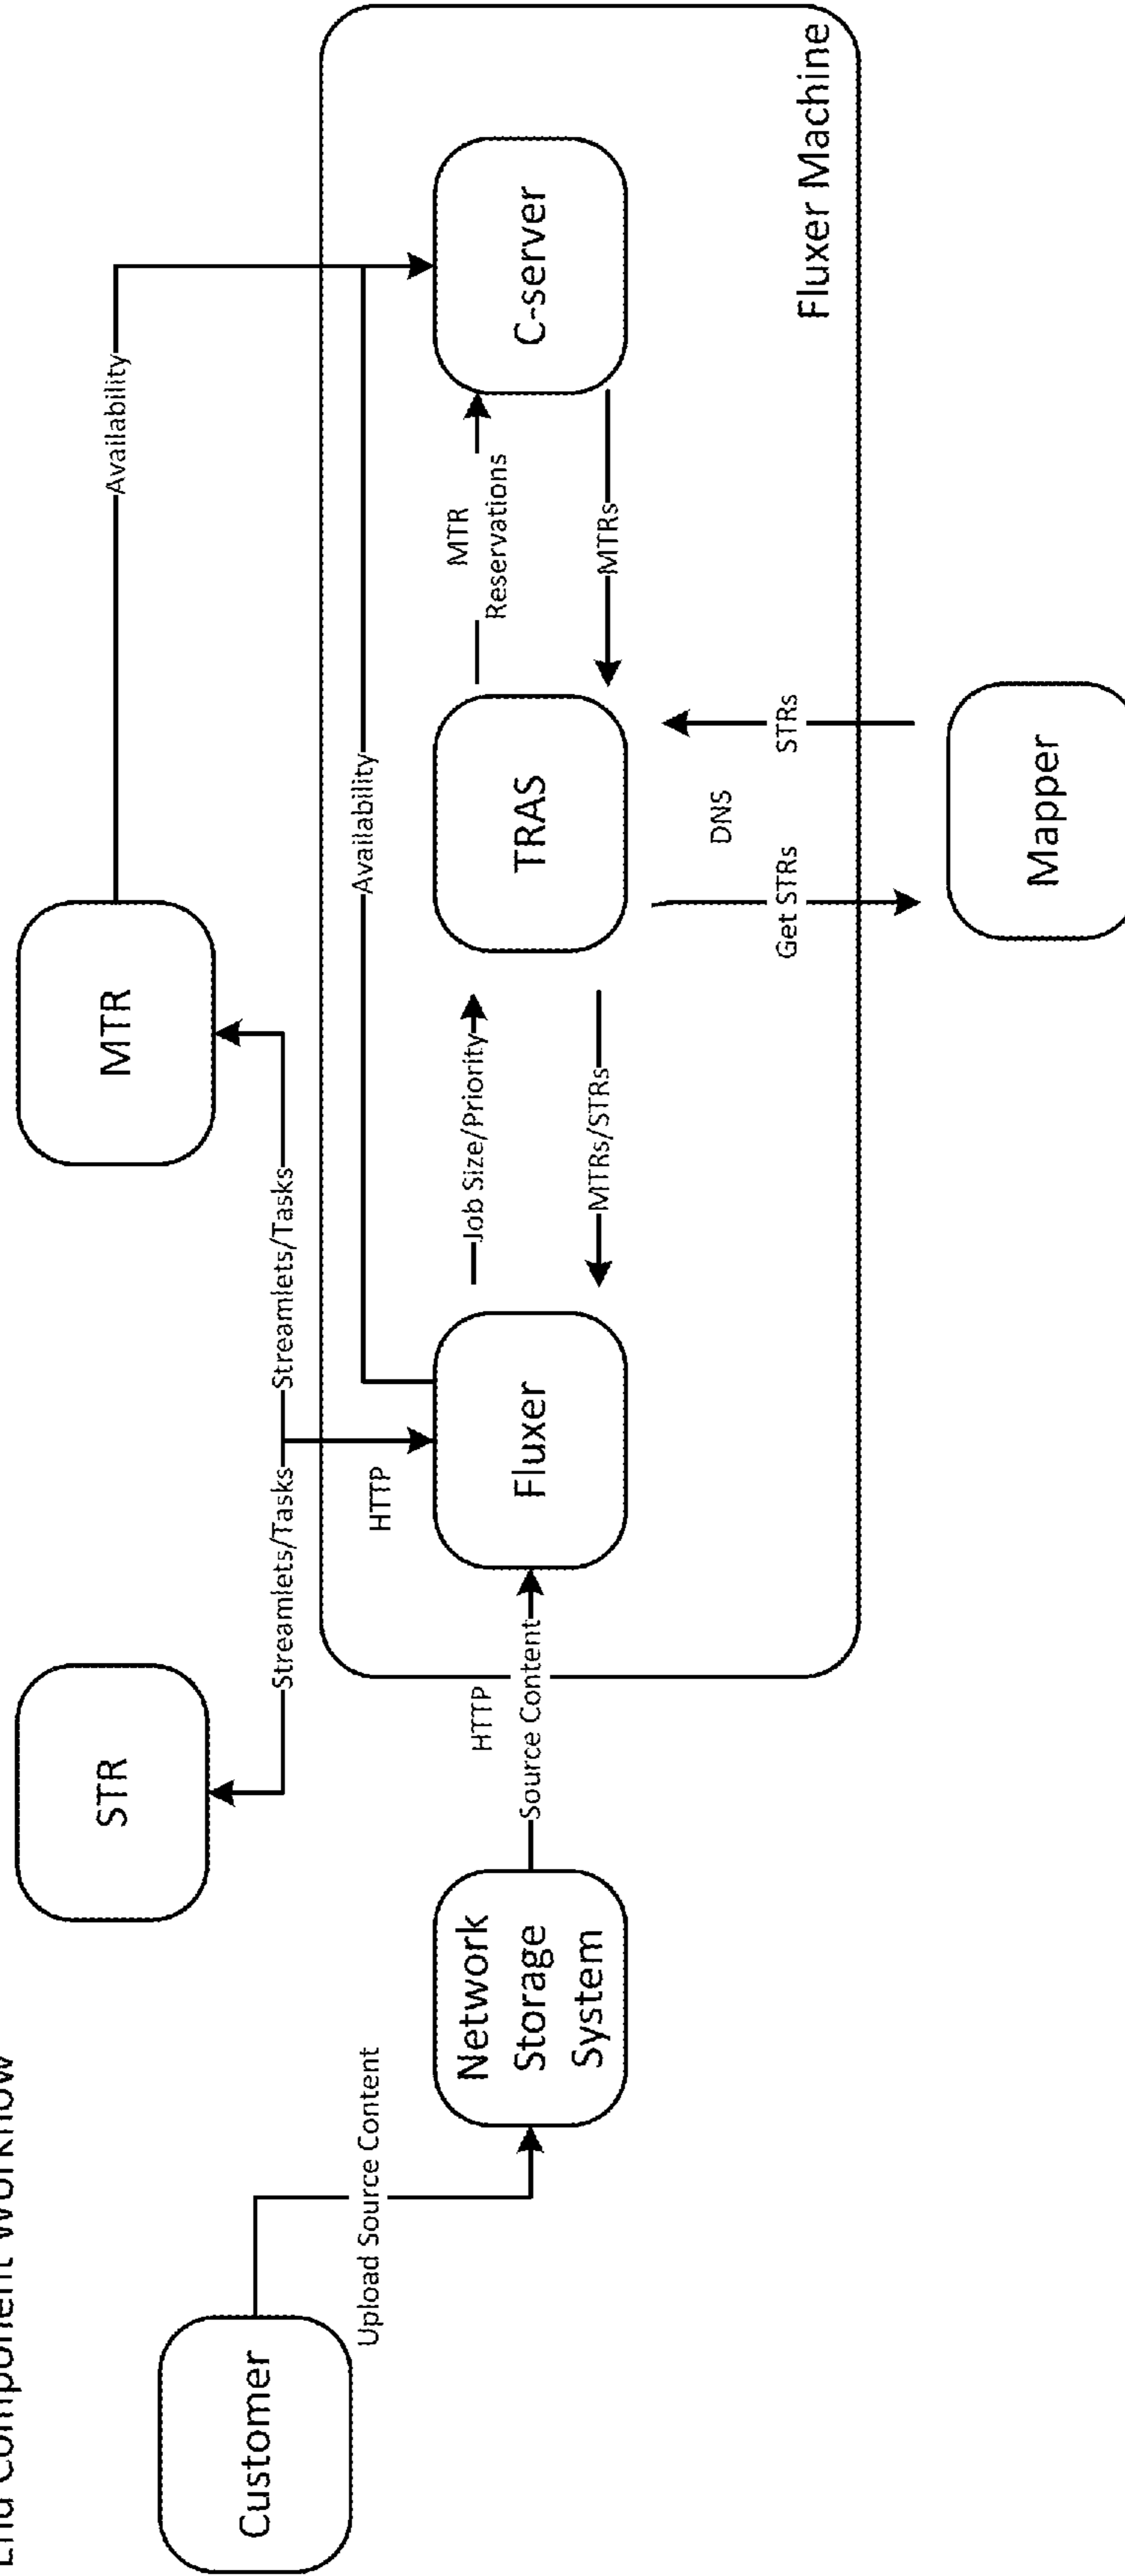 End Component Workflow
STR
MTR
Customer
Streamlets/Tasks
Streamlets/Tasks
Availability
Upload Source Content
HTTP
Availability
Network
Storage
System
HTTP
Source Content
Fluxer
Job Size/Priority
MTRs/STRs
TRAS
MTR
Reservations
MTRs
C-server
Get STRs
DNS
STRs
Fluxer Machine
Mapper